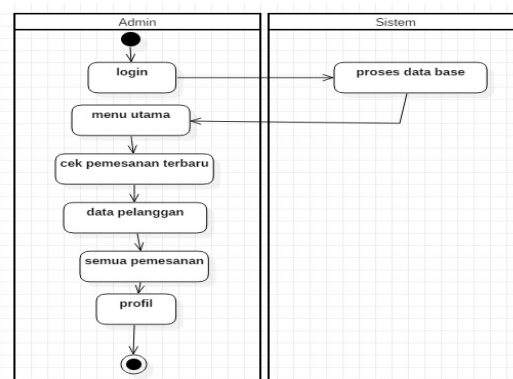 Admin
Sistem
login
proses data base
menu utama
cek pemesanan terbaru
data pelanggan
semua pemesanan
profil